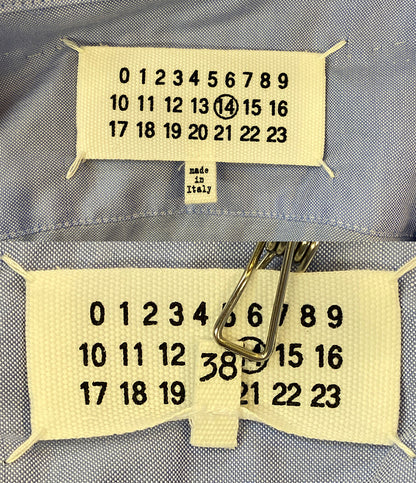 0 1 2 3 4 5 6 7 8 9
10 11 12 13 14 15 16
17 18 19 20 21 22 23
made
in
Italy
0 1 2 3 4 5 6 7 8 9
10 11 12 38 15 16
17 18 19 21 22 23